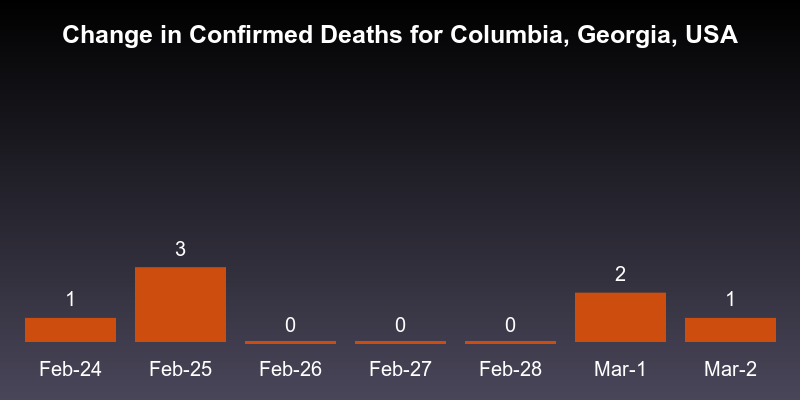 Change in Confirmed Deaths for Columbia, Georgia, USA
1 3 0 0 0 2 1
Feb-24 Feb-25 Feb-26 Feb-27 Feb-28 Mar-1 Mar-2